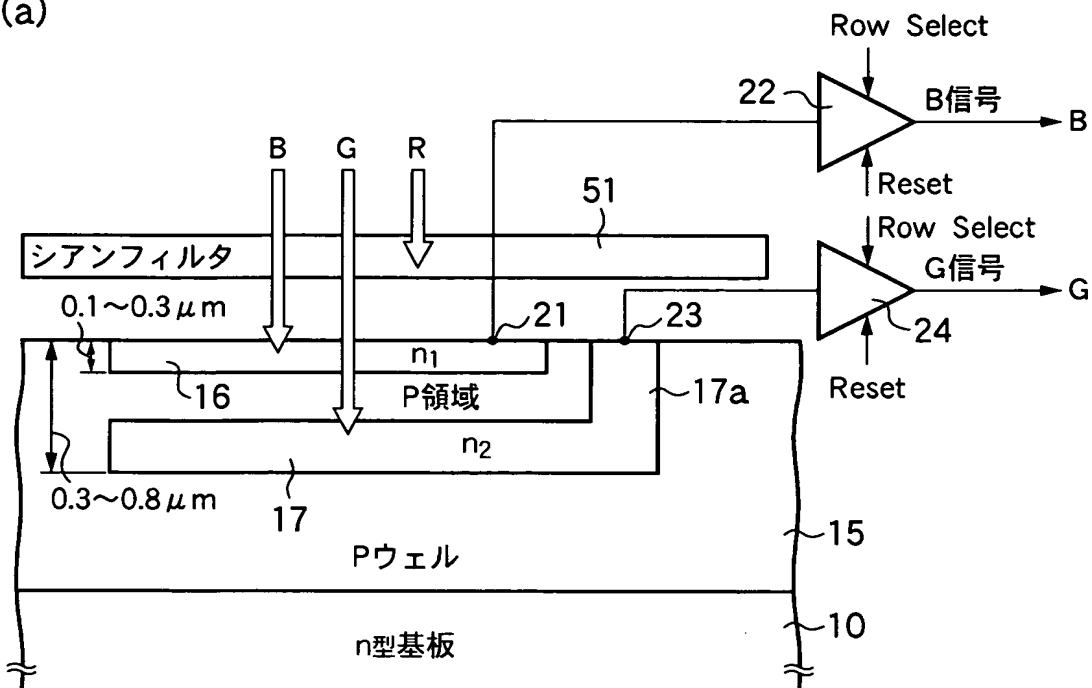 (a)
Row Select
22
B信号
B
B G R
Reset
51
Row Select
シアンフィルタ
G信号
G
0.1〜0.3μm
21
23
24
n1
16
P領域
17a
Reset
n2
0.3〜0.8μm
17
15
Pウェル
10
n型基板